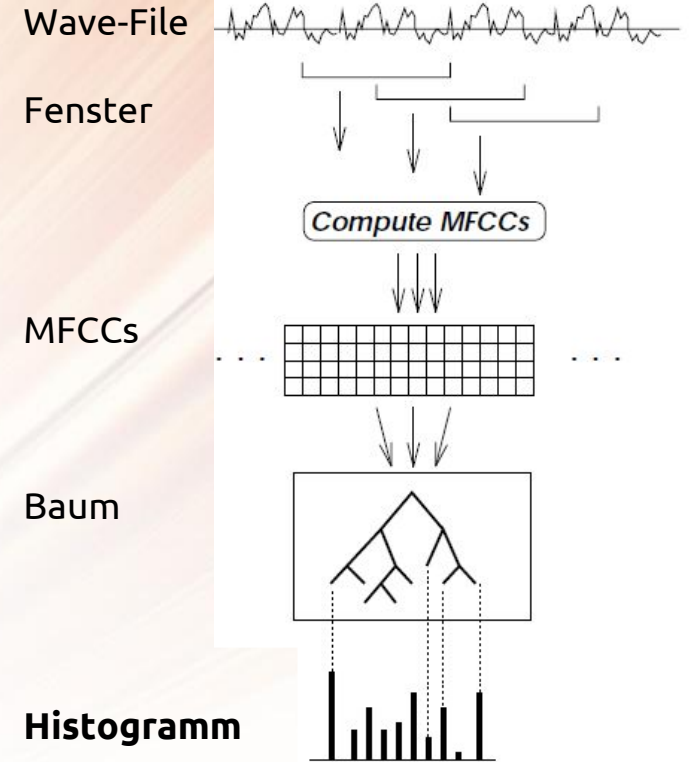 Wave-File
Fenster
Compute MFCCs
MFCCs
. . . . . .
Baum
Histogramm